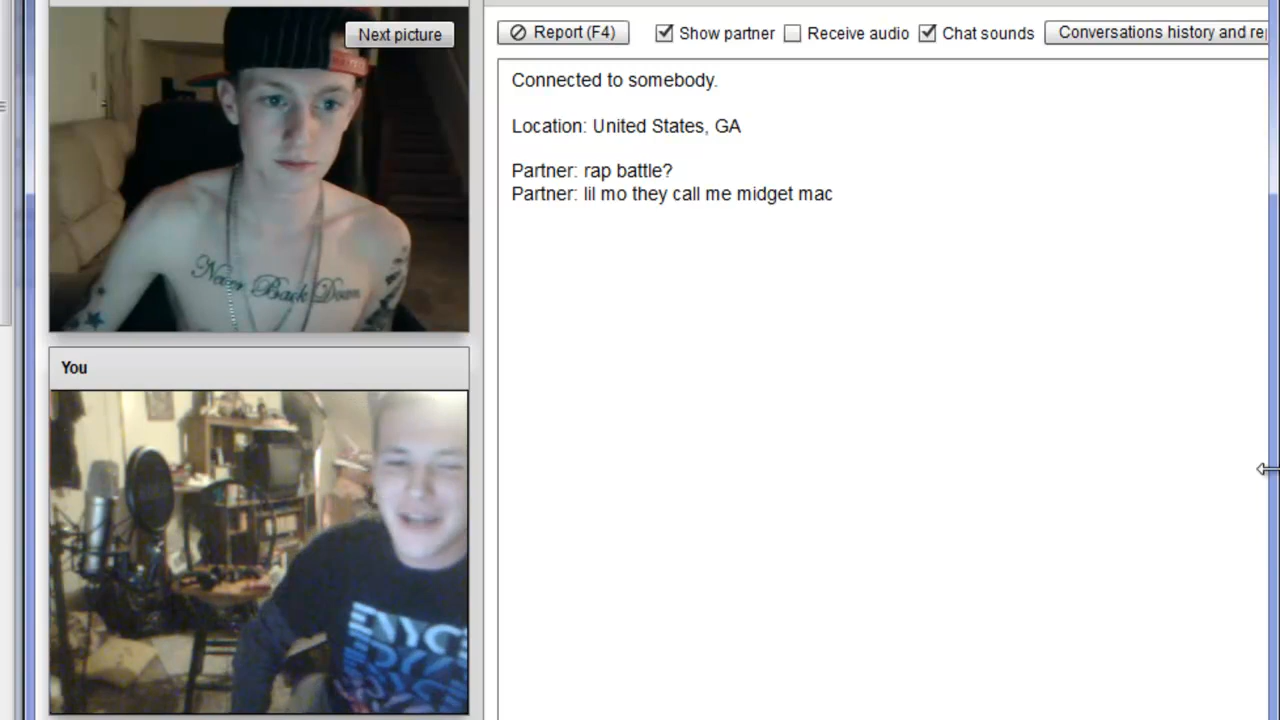 Next picture
Report (F4)
Show partner
Receive audio
Chat sounds
Conversations history and re
Connected to somebody.
Location: United States, GA
Partner: rap battle?
Partner: lil mo they call me midget mac
Never Back Down
You
ENYCE